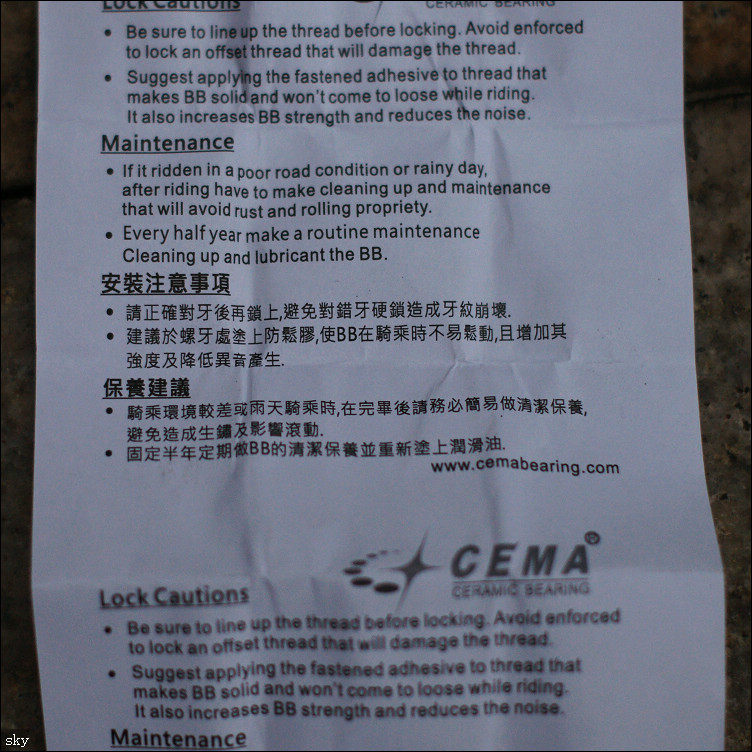 Lock Cautions
CERAMIC BEARING
• Be sure to line up the thread before locking. Avoid enforced
to lock an offset thread that will damage the thread.
• Suggest applying the fastened adhesive to thread that
makes BB solid and won't come to loose while riding.
It also increases BB strength and reduces the noise.
Maintenance
• If it ridden in a poor road condition or rainy day,
after riding have to make cleaning up and maintenance
that will avoid rust and rolling propriety.
• Every half year make a routine maintenance
Cleaning up and lubricant the BB.
安裝注意事項
• 請正確對牙後再鎖上,避免對錯牙硬鎖造成牙紋崩壞.
• 建議於螺牙處塗上防鬆膠,使BB在騎乘時不易鬆動,且增加其
強度及降低異音產生.
保養建議
• 騎乘環境較差或雨天騎乘時,在完畢後請務必簡易做清潔保養,
避免造成生鏽及影響滾動.
• 固定半年定期做BB的清潔保養並重新塗上潤滑油.
www.cemabearing.com
CEMA®
CERAMIC BEARING
Lock Cautions
• Be sure to line up the thread before locking. Avoid enforced
to lock an offset thread that will damage the thread.
• Suggest applying the fastened adhesive to thread that
makes BB solid and won't come to loose while riding.
It also increases BB strength and reduces the noise.
Maintenance
sky